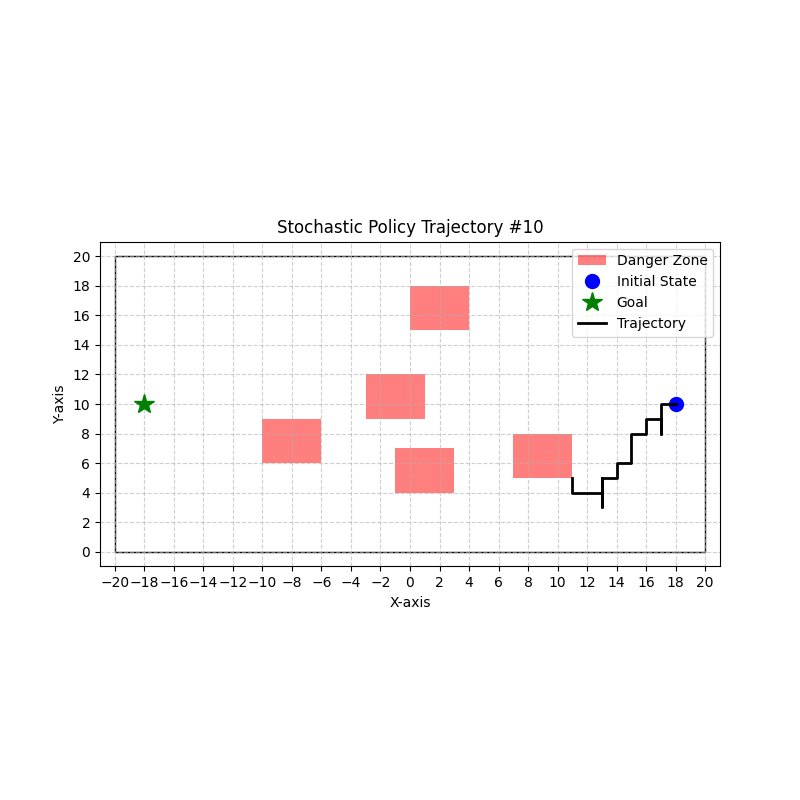 Stochastic Policy Trajectory #10
Danger Zone
Initial State
Goal
Trajectory
Y-axis
20
18
16
14
12
10
8
6
4
2
0
−20 −18 −16 −14 −12 −10 −8 −6 −4 −2 0 2 4 6 8 10 12 14 16 18 20
X-axis